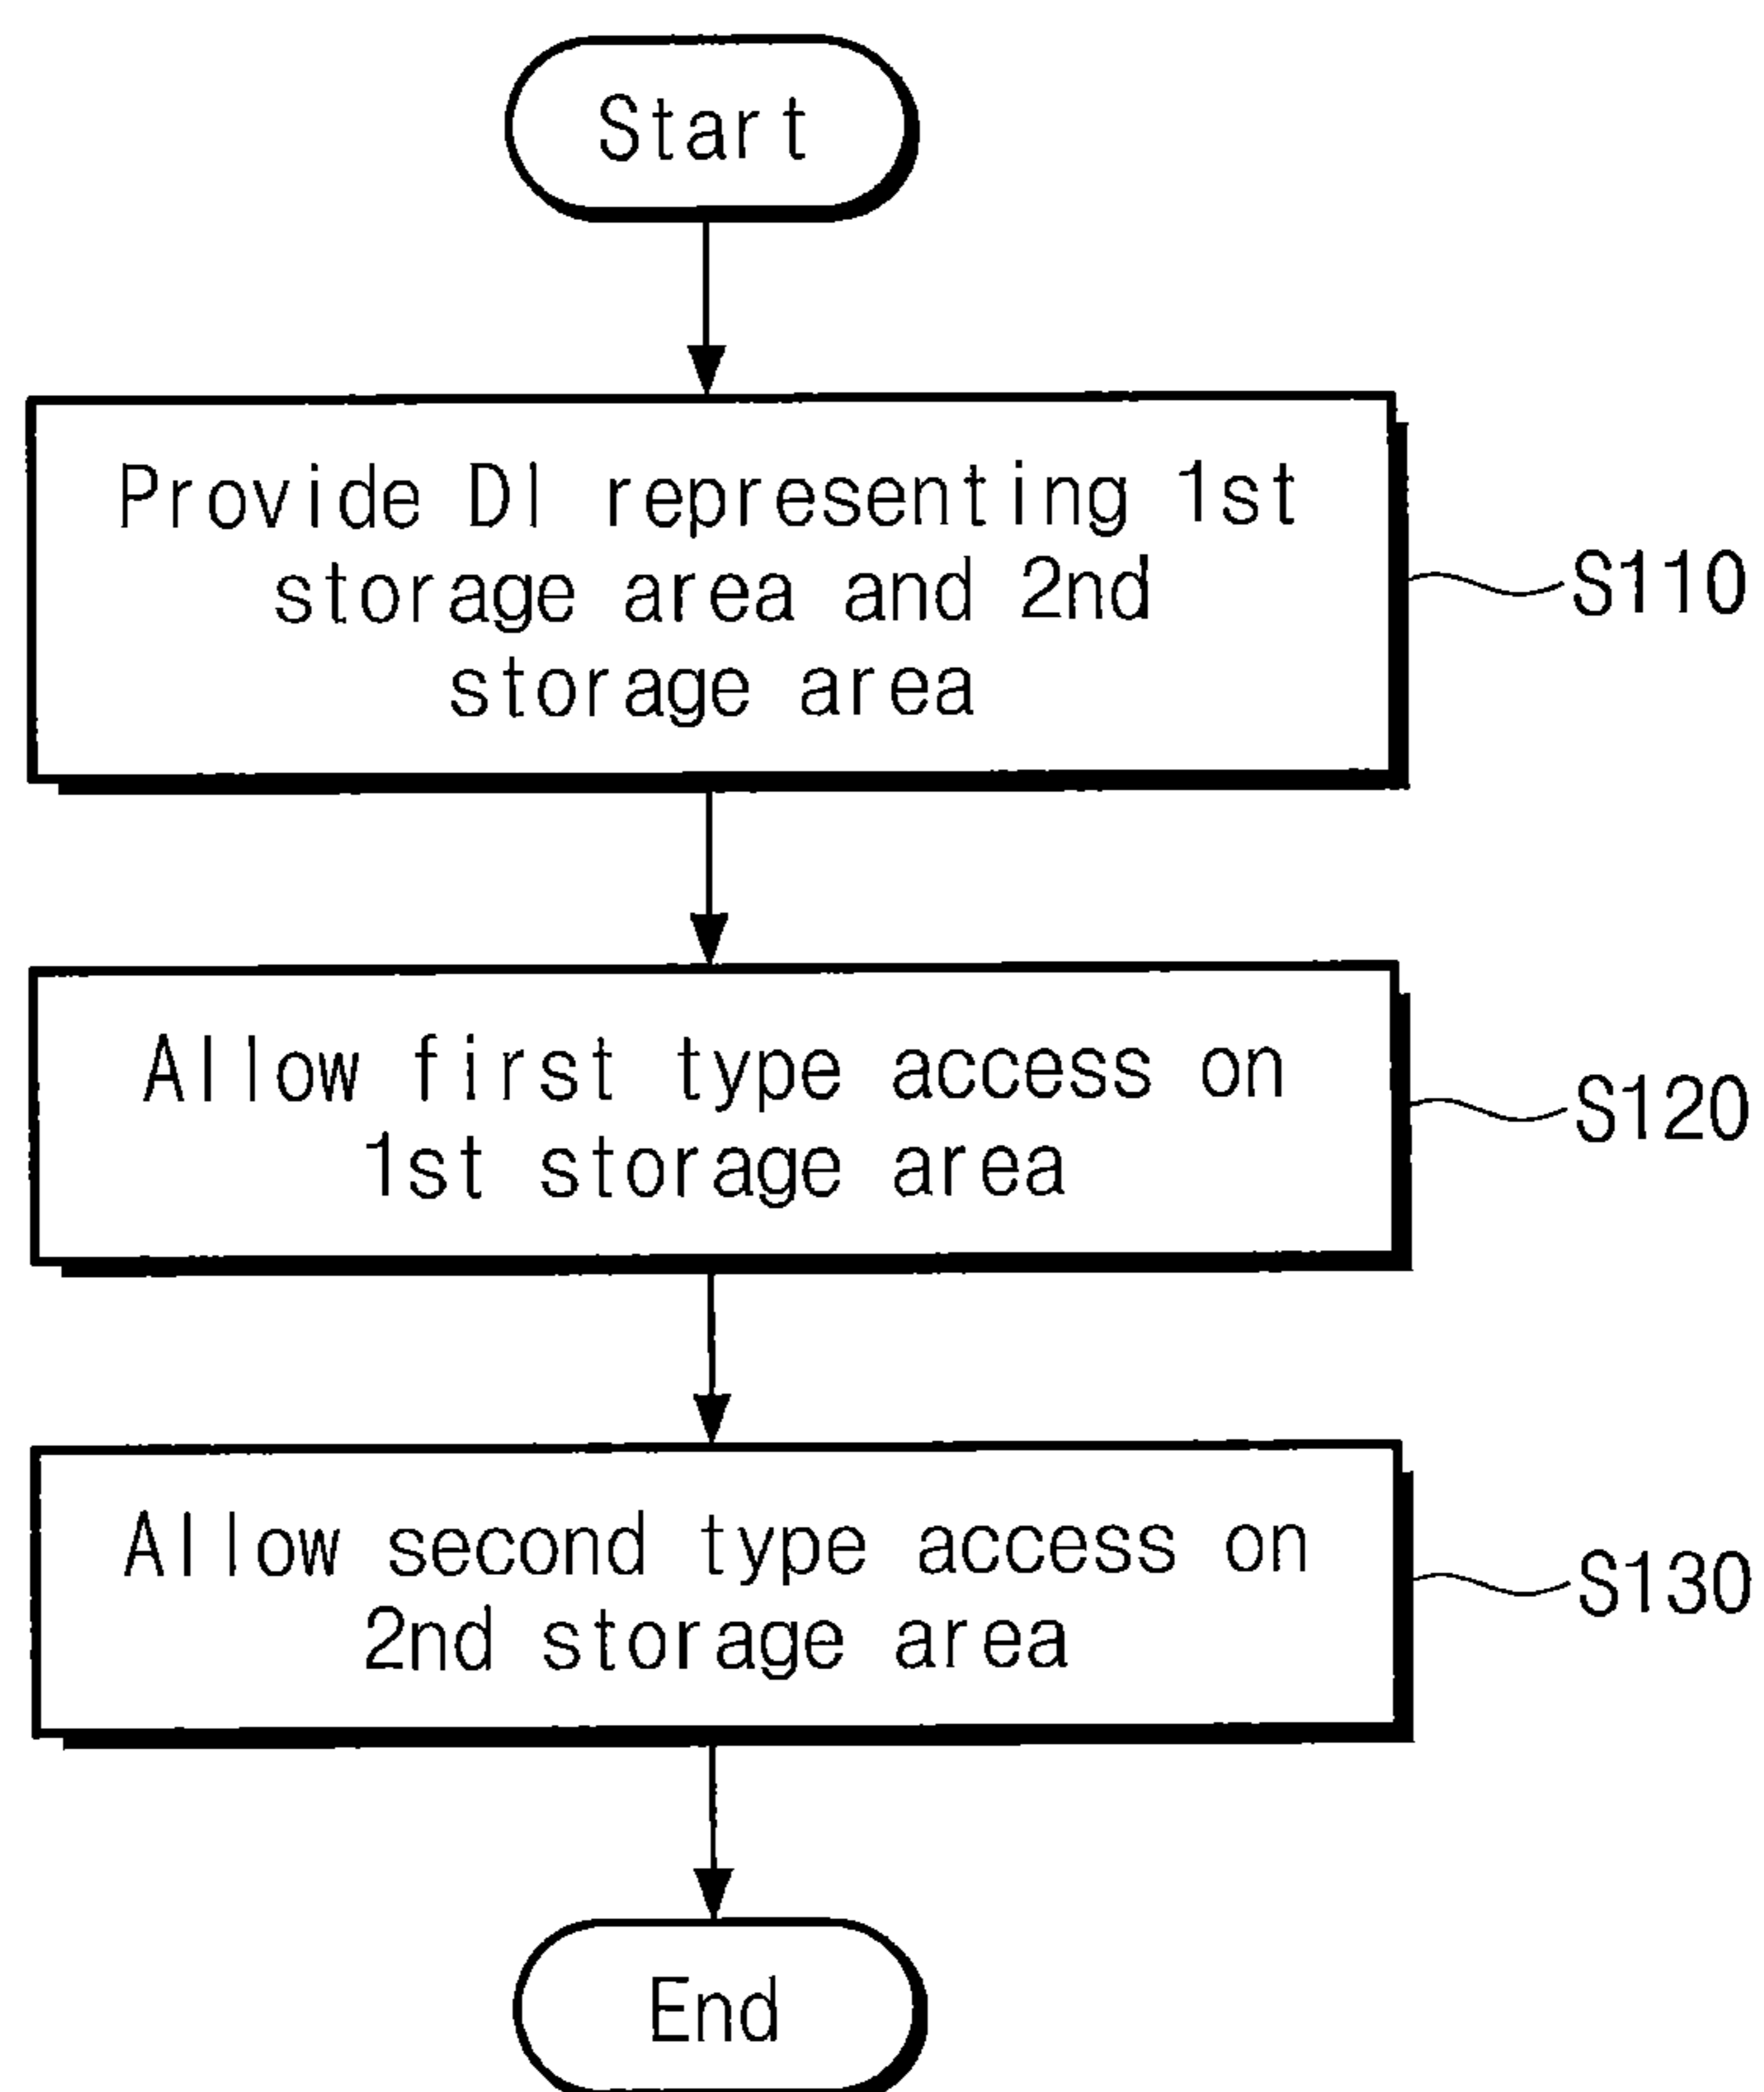 Start
Provide DI representing 1st
storage area and 2nd
storage area
S110
Allow first type access on
1st storage area
S120
Allow second type access on
2nd storage area
S130
End